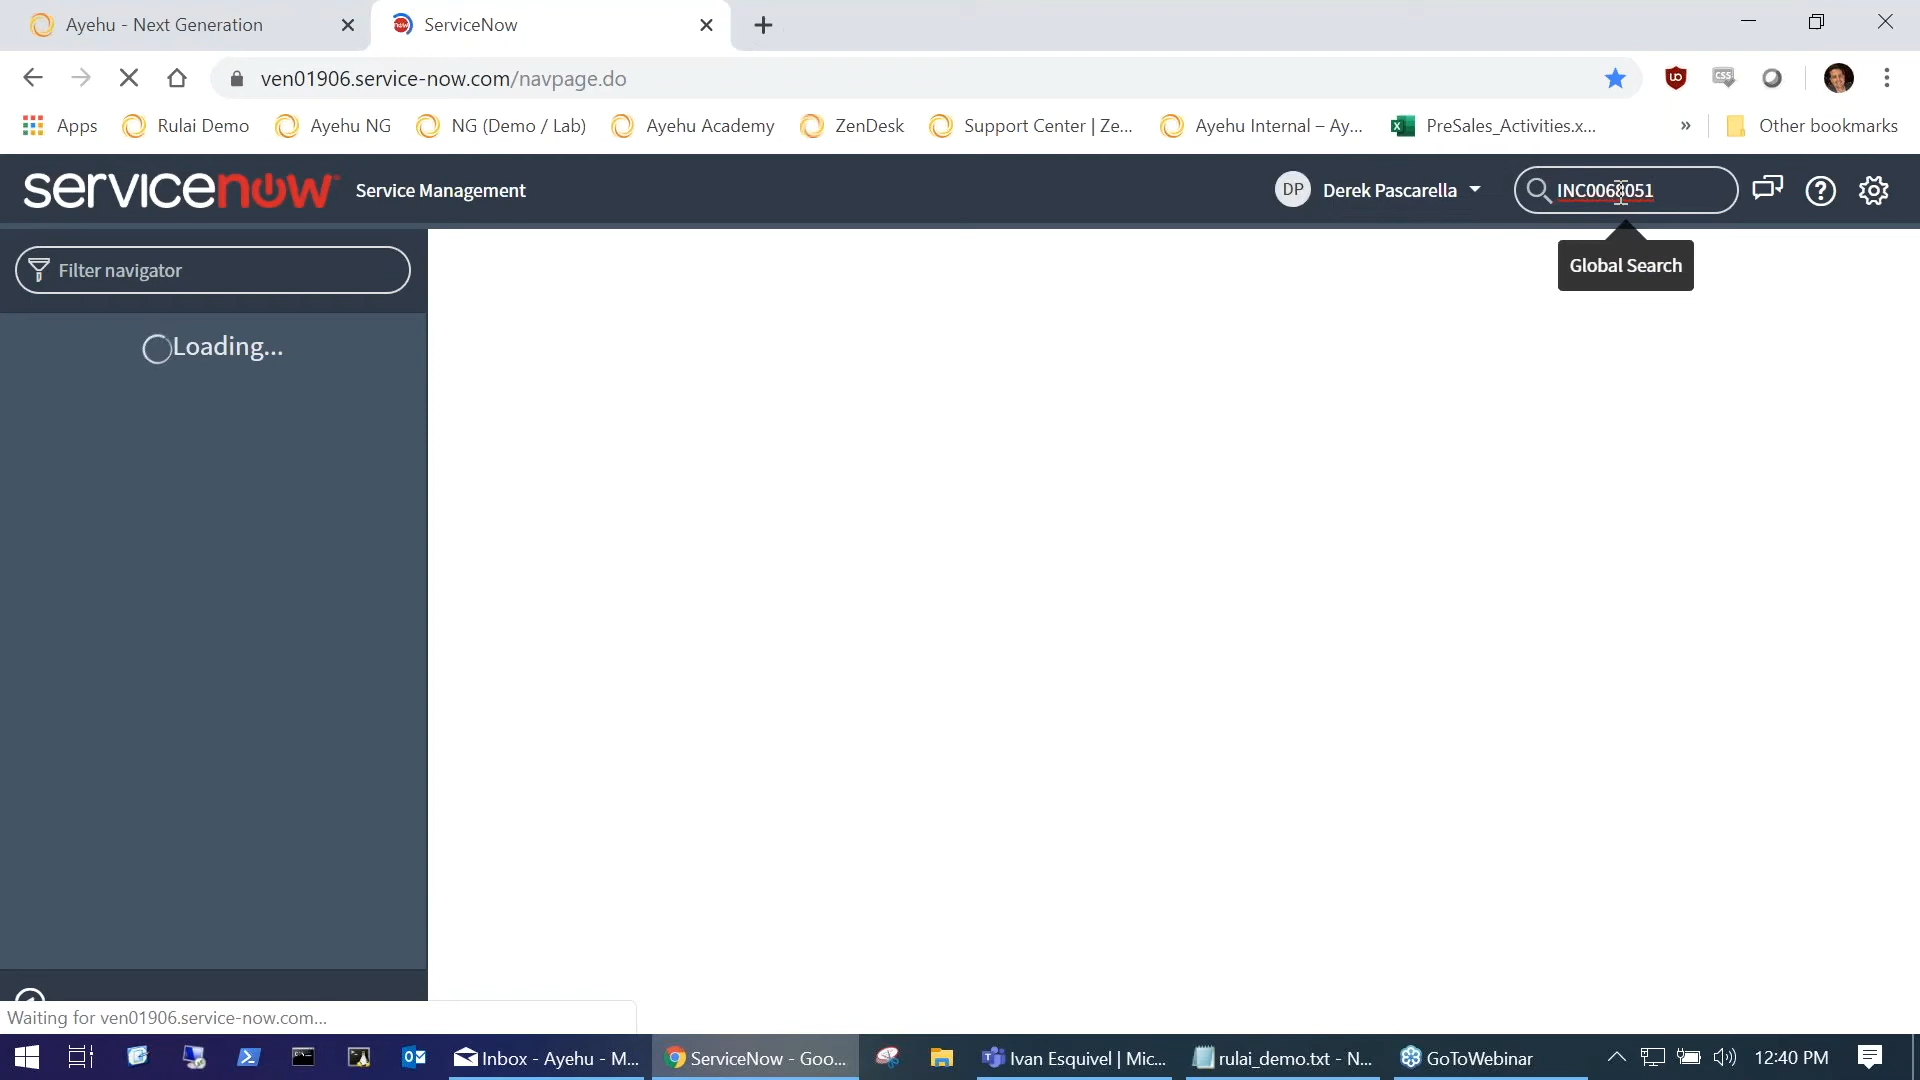 Ayehu - Next Generation
ServiceNow
ven01906.service-now.com/navpage.do
Apps Rulai Demo Ayehu NG NG (Demo / Lab) Ayehu Academy ZenDesk Support Center | Ze... Ayehu Internal – Ay... PreSales_Activities.x... » Other bookmarks
servicenow Service Management DP Derek Pascarella INC0068051
Filter navigator
Global Search
Loading...
Waiting for ven01906.service-now.com...
Inbox - Ayehu - M... ServiceNow - Goo... Ivan Esquivel | Mic... rulai_demo.txt - N... GoToWebinar 12:40 PM